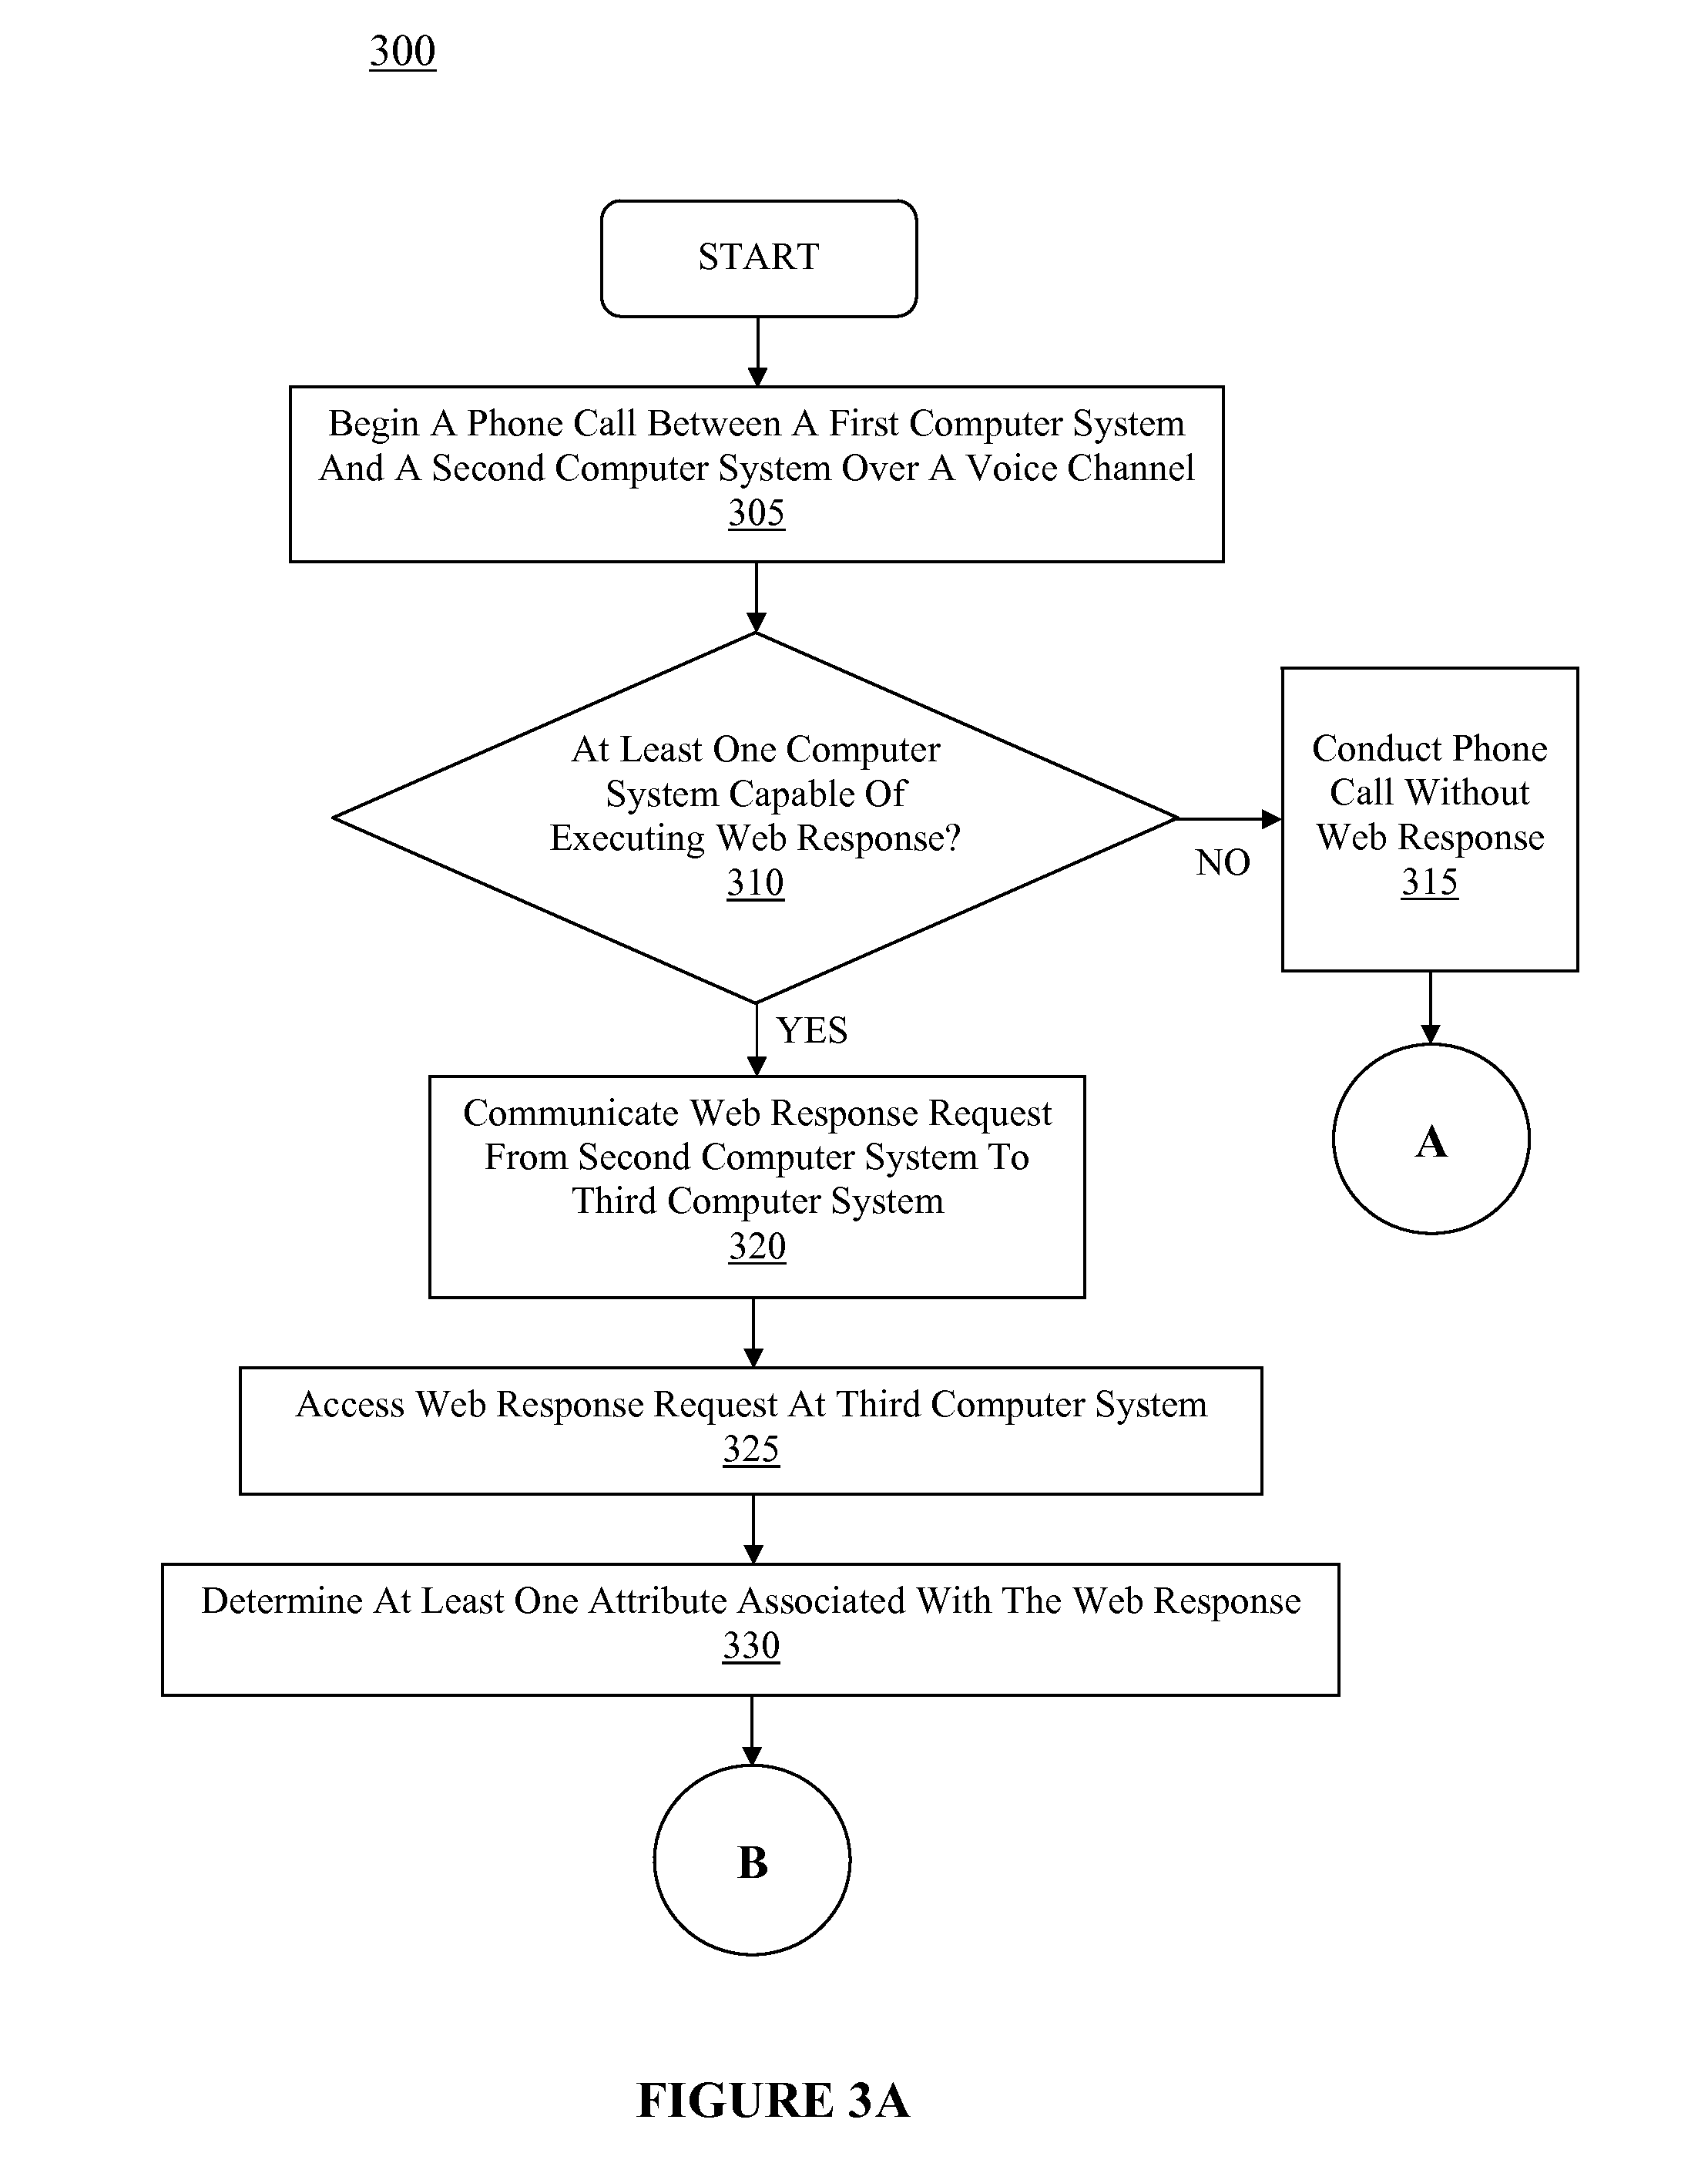 300
START
Begin A Phone Call Between A First Computer System
And A Second Computer System Over A Voice Channel
305
At Least One Computer
System Capable Of
Executing Web Response?
310
NO
Conduct Phone
Call Without
Web Response
315
YES
A
Communicate Web Response Request
From Second Computer System To
Third Computer System
320
Access Web Response Request At Third Computer System
325
Determine At Least One Attribute Associated With The Web Response
330
B
FIGURE 3A